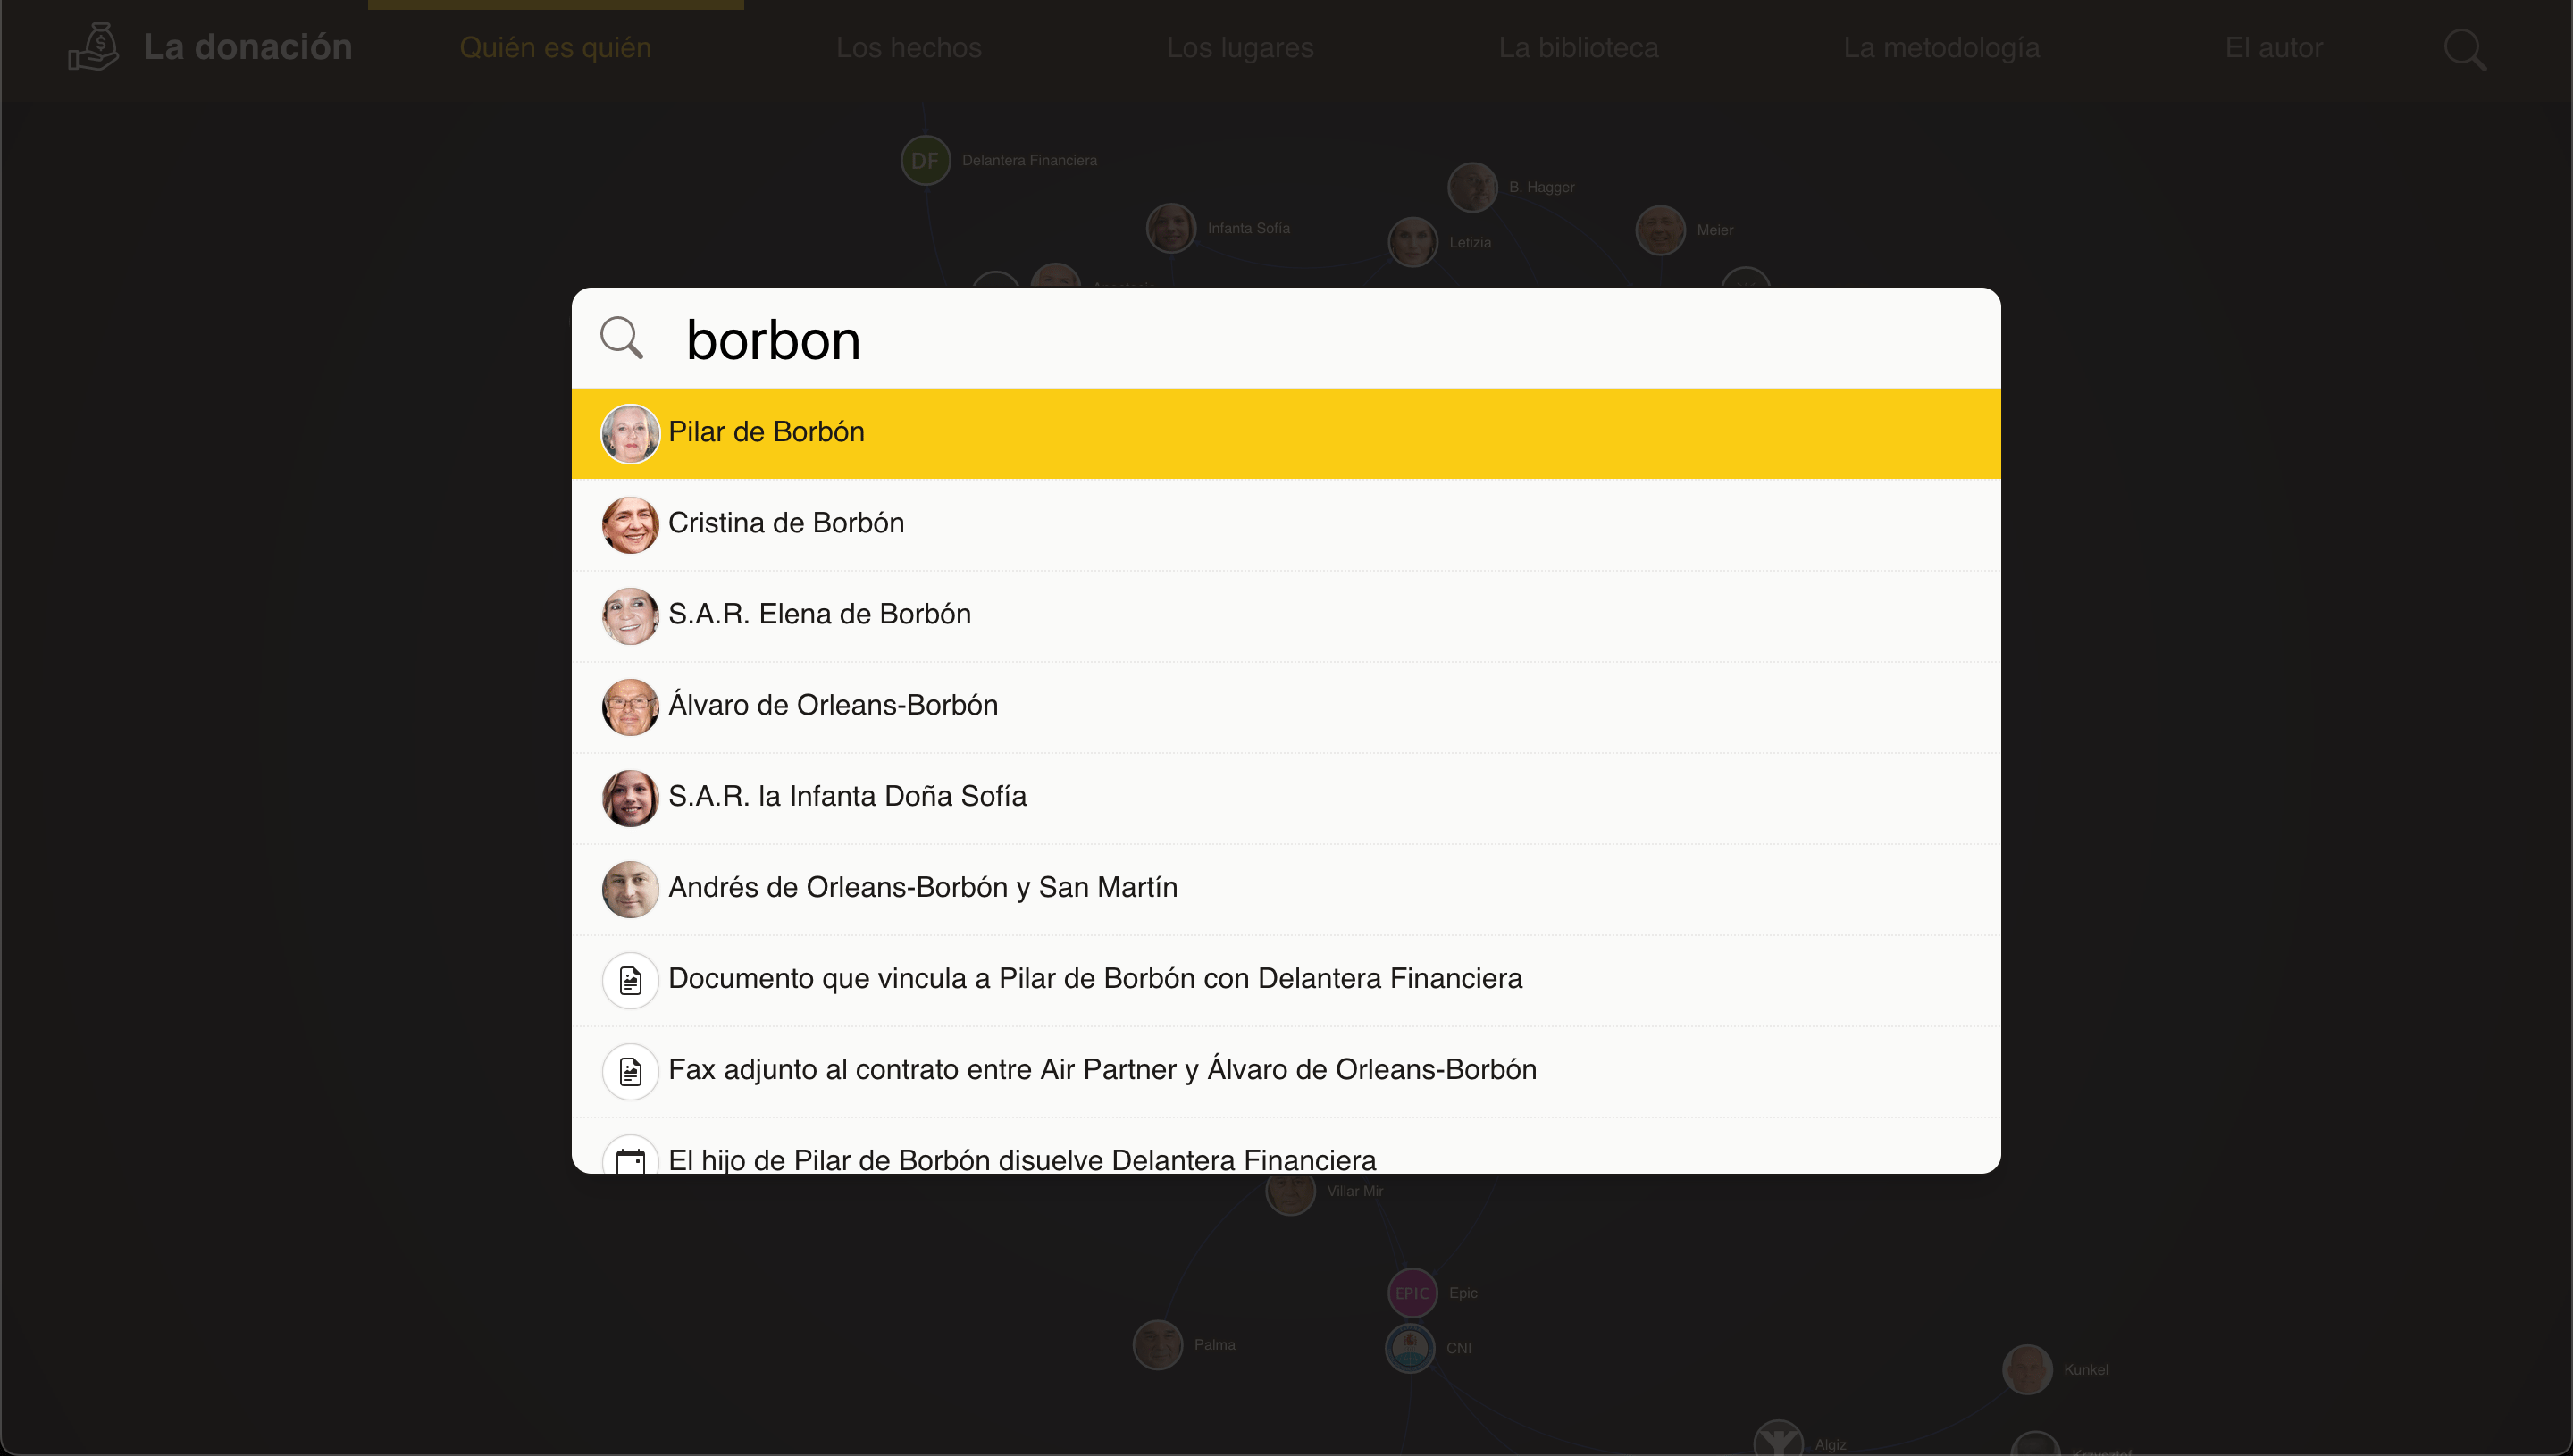 La donación
Quién es quién
Los hechos
Los lugares
La biblioteca
La metodología
El autor
DF
Delantera Financiera
B. Hagger
Infanta Sofía
Letizia
Meier
borbon
Pilar de Borbón
Cristina de Borbón
S.A.R. Elena de Borbón
Álvaro de Orleans-Borbón
S.A.R. la Infanta Doña Sofía
Andrés de Orleans-Borbón y San Martín
Documento que vincula a Pilar de Borbón con Delantera Financiera
Fax adjunto al contrato entre Air Partner y Álvaro de Orleans-Borbón
El hijo de Pilar de Borbón disuelve Delantera Financiera
Villar Mir
EPIC
Epic
Palma
CNI
Kunkel
Algiz